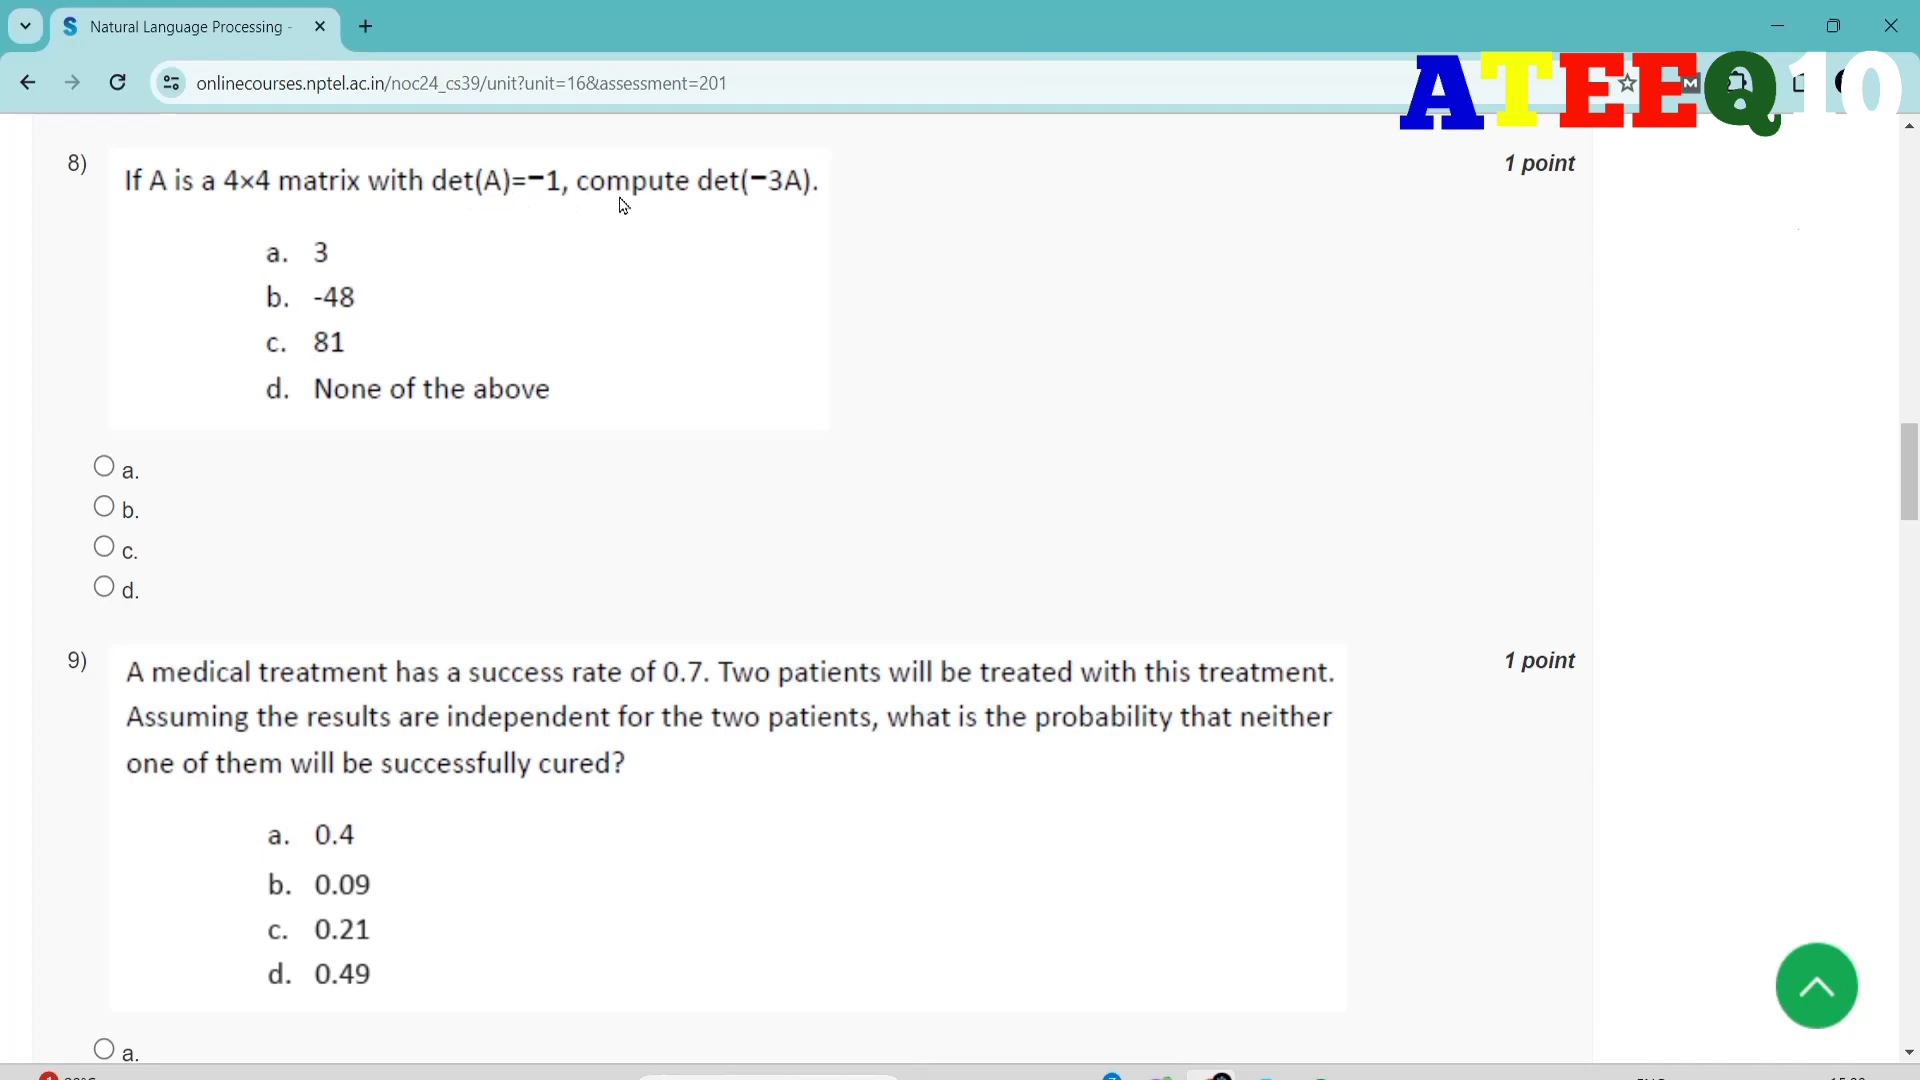 Natural Language Processing -
onlinecourses.nptel.ac.in/noc24_cs39/unit?unit=16&assessment=201
ATEEQ10
8)
If A is a 4×4 matrix with det(A)=−1, compute det(−3A).
1 point
a. 3
b. -48
c. 81
d. None of the above
a.
b.
c.
d.
9)
A medical treatment has a success rate of 0.7. Two patients will be treated with this treatment.
1 point
Assuming the results are independent for the two patients, what is the probability that neither
one of them will be successfully cured?
a. 0.4
b. 0.09
c. 0.21
d. 0.49
a.